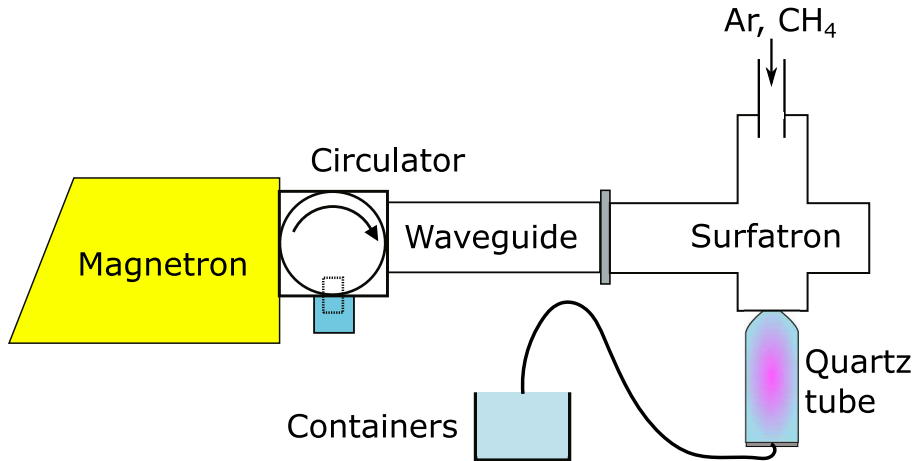 Ar, CH₄
Circulator
Magnetron
Waveguide
Surfatron
Quartz
tube
Containers